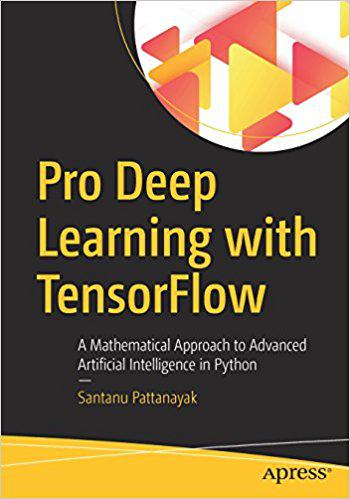 Pro Deep
Learning with
TensorFlow
A Mathematical Approach to Advanced
Artificial Intelligence in Python
—
Santanu Pattanayak
Apress®